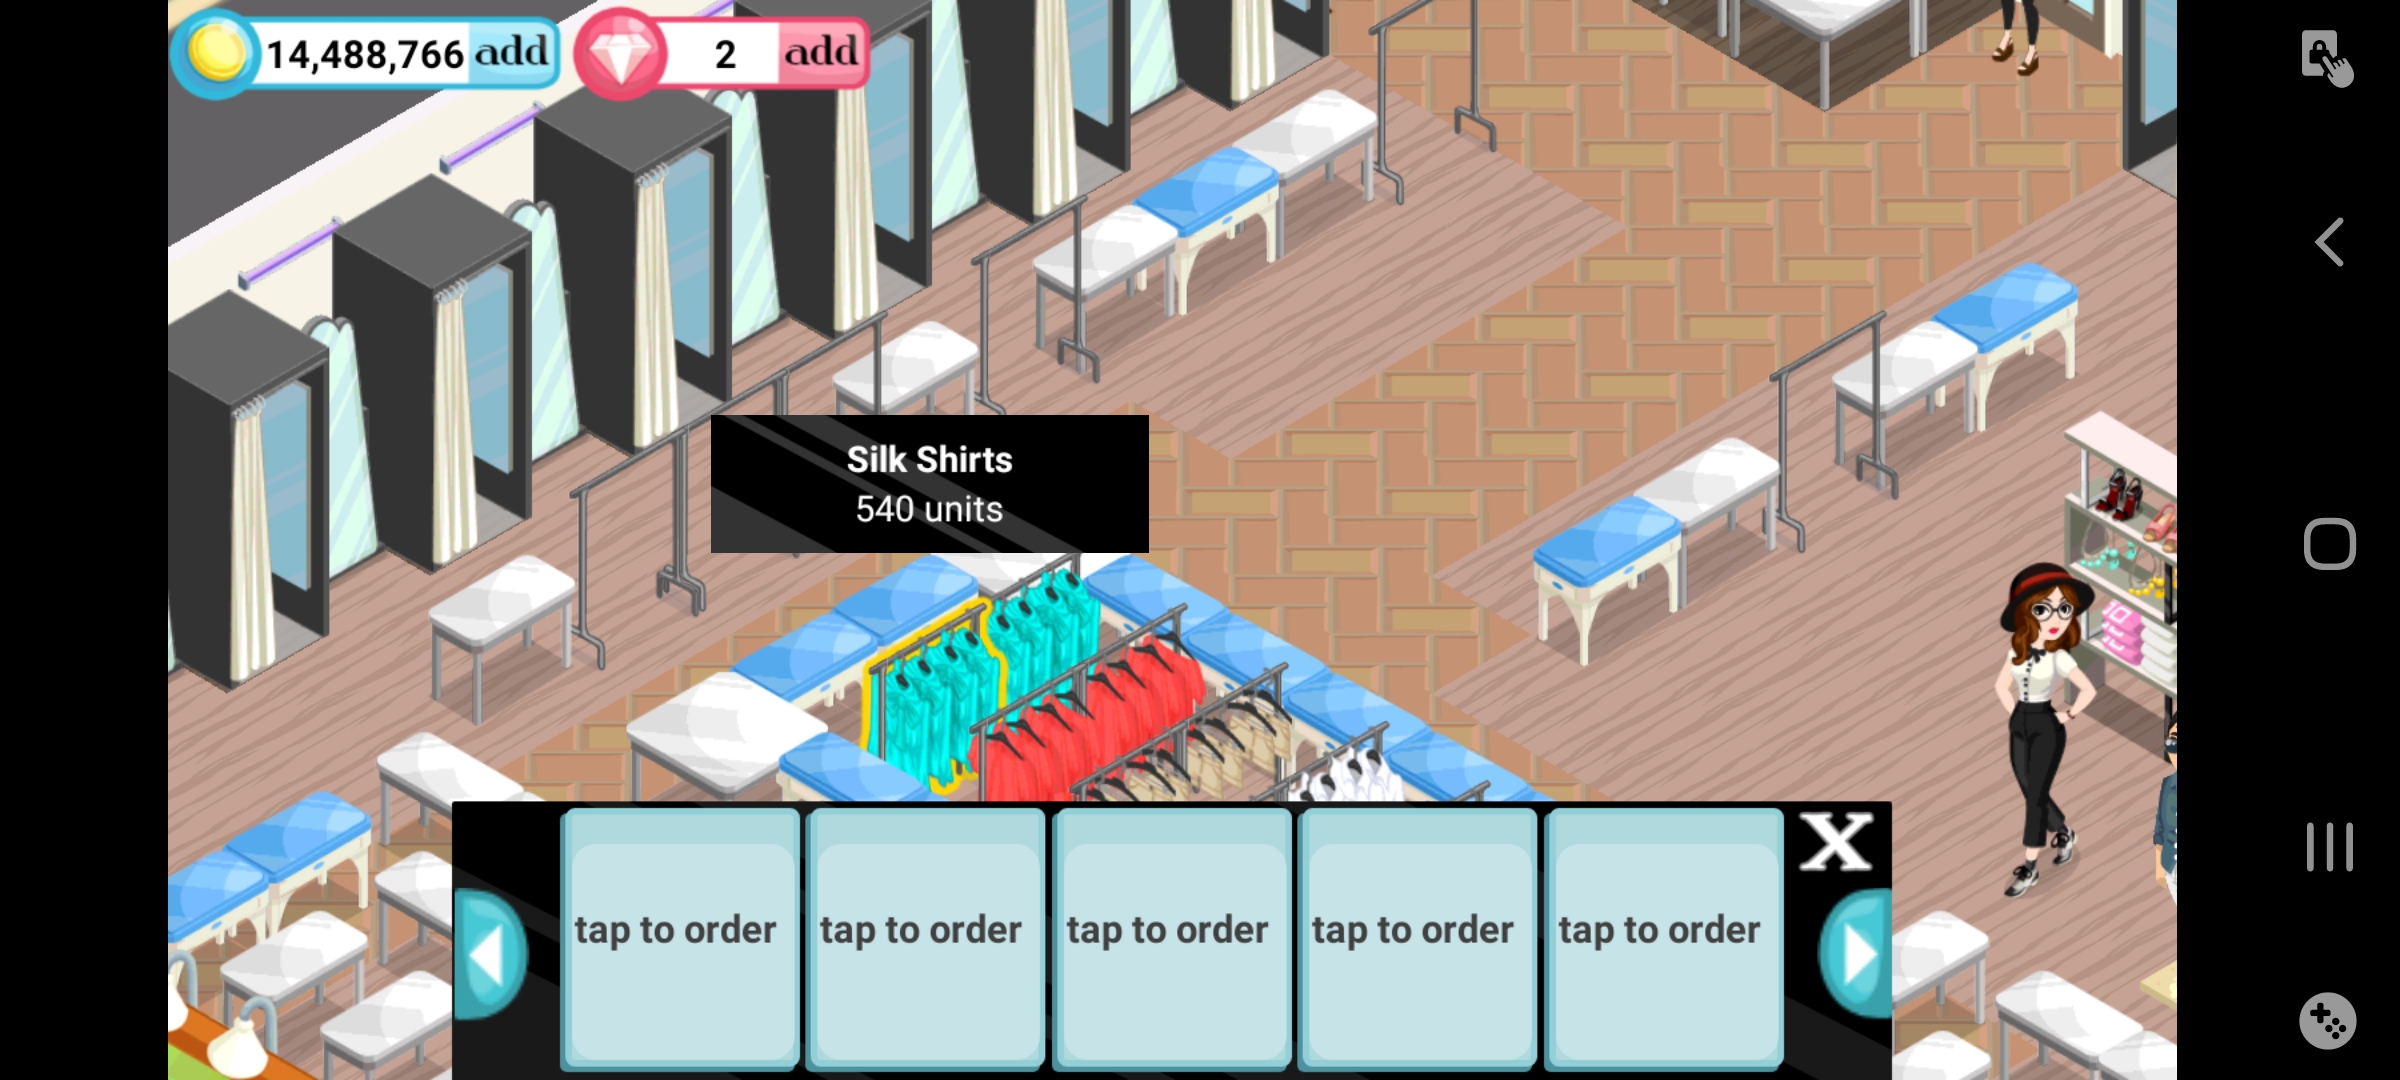 14,488,766 add
2 add
Silk Shirts
540 units
X
tap to order
tap to order
tap to order
tap to order
tap to order